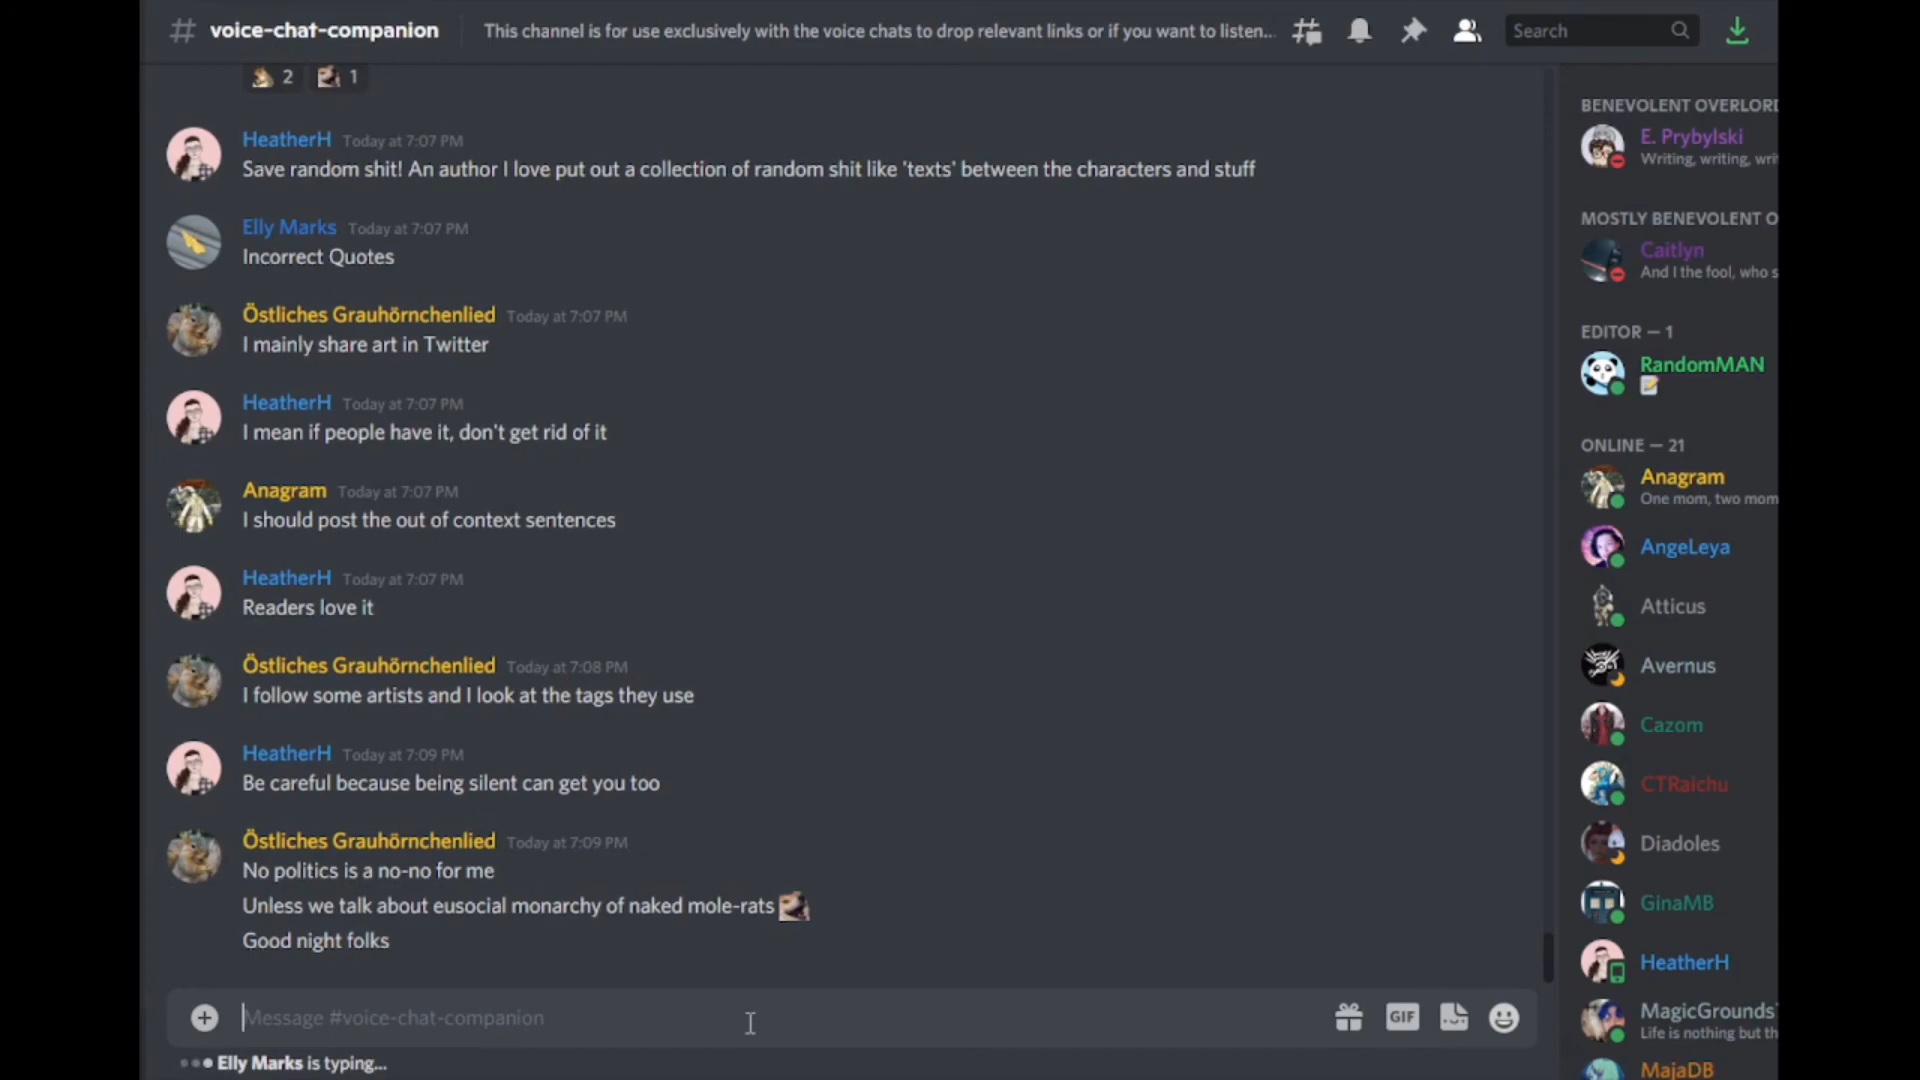 voice-chat-companion
This channel is for use exclusively with the voice chats to drop relevant links or if you want to listen...
Search
2 1
HeatherH Today at 7:07 PM
Save random shit! An author I love put out a collection of random shit like 'texts' between the characters and stuff
Elly Marks Today at 7:07 PM
Incorrect Quotes
Östliches Grauhörnchenlied Today at 7:07 PM
I mainly share art in Twitter
HeatherH Today at 7:07 PM
I mean if people have it, don't get rid of it
Anagram Today at 7:07 PM
I should post the out of context sentences
HeatherH Today at 7:07 PM
Readers love it
Östliches Grauhörnchenlied Today at 7:08 PM
I follow some artists and I look at the tags they use
HeatherH Today at 7:09 PM
Be careful because being silent can get you too
Östliches Grauhörnchenlied Today at 7:09 PM
No politics is a no-no for me
Unless we talk about eusocial monarchy of naked mole-rats
Good night folks
Message #voice-chat-companion
GIF
Elly Marks is typing...
BENEVOLENT OVERLORD
E. Prybylski
Writing, writing, wri
MOSTLY BENEVOLENT O
Caitlyn
And I the fool, who s
EDITOR — 1
RandomMAN
ONLINE — 21
Anagram
One mom, two mom
AngeLeya
Atticus
Avernus
Cazom
CTRaichu
Diadoles
GinaMB
HeatherH
MagicGrounds
Life is nothing but th
MajaDB